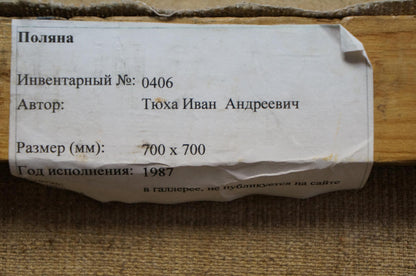 Поляна
Инвентарный №: 0406
Автор: Тюха Иван Андреевич
Размер (мм): 700 х 700
Год исполнения: 1987
в галлерее, не публикуется на сайте